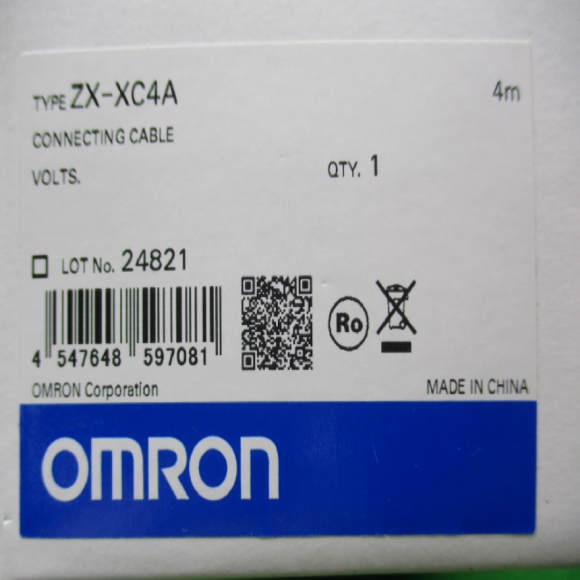 TYPE ZX-XC4A 4m
CONNECTING CABLE
VOLTS. QTY. 1
LOT No. 24821
Ro
4 547648 597081
OMRON Corporation MADE IN CHINA
OMRON